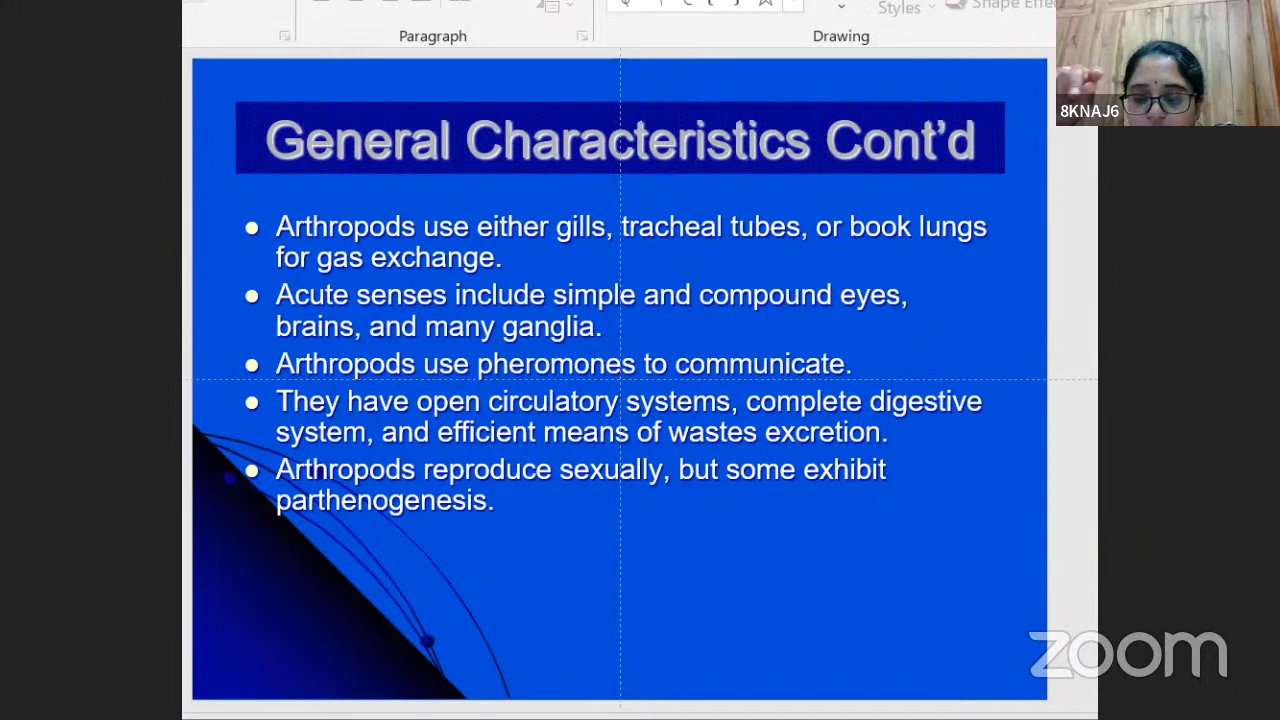 Styles
Shape Effe
Paragraph
Drawing
8KNAJ6
General Characteristics Cont'd
Arthropods use either gills, tracheal tubes, or book lungs
for gas exchange.
Acute senses include simple and compound eyes,
brains, and many ganglia.
Arthropods use pheromones to communicate.
They have open circulatory systems, complete digestive
system, and efficient means of wastes excretion.
Arthropods reproduce sexually, but some exhibit
parthenogenesis.
zoom